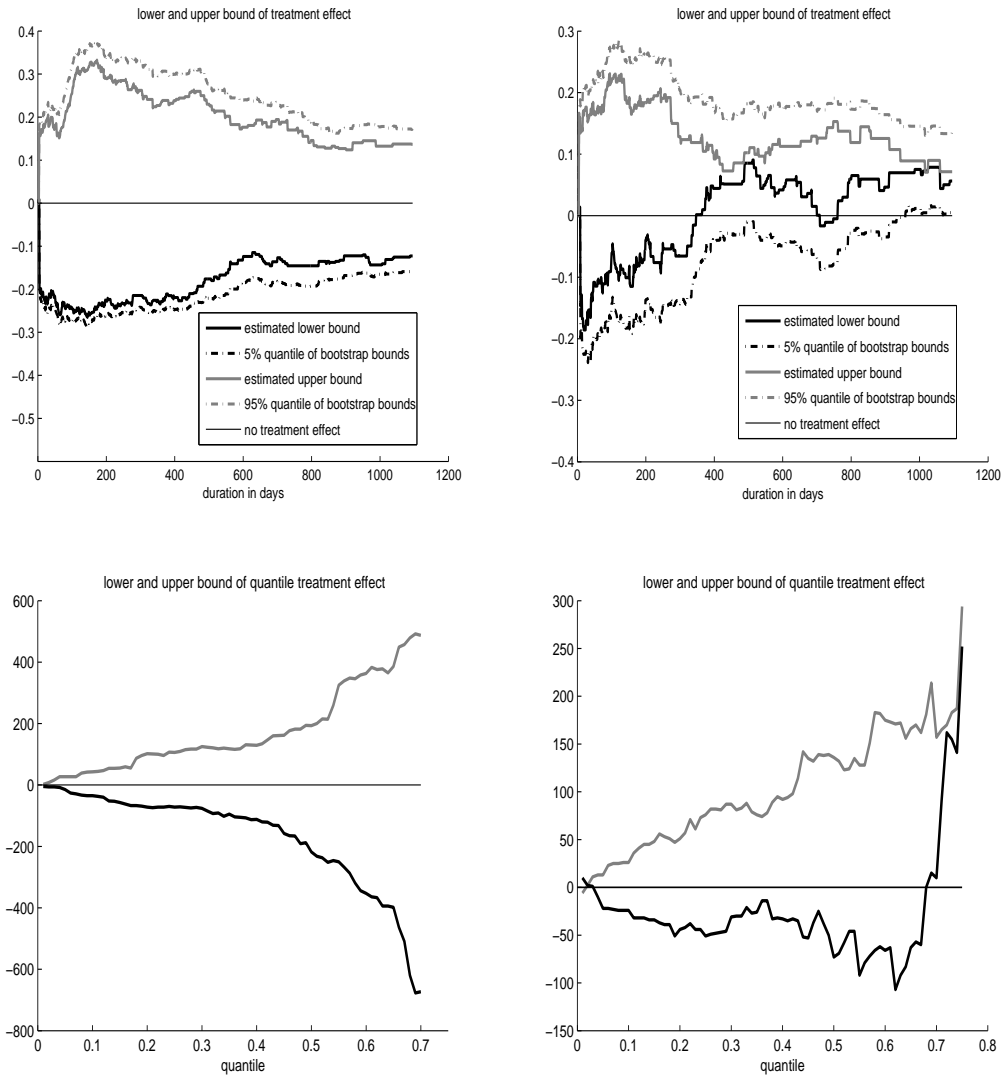 lower and upper bound of treatment effect
0.4
0.3
0.2
0.1
0
−0.1
−0.2
−0.3
−0.4
−0.5
estimated lower bound
5% quantile of bootstrap bounds
estimated upper bound
95% quantile of bootstrap bounds
no treatment effect
0 200 400 600 800 1000 1200
duration in days
lower and upper bound of treatment effect
0.3
0.2
0.1
0
−0.1
−0.2
−0.3
−0.4
estimated lower bound
5% quantile of bootstrap bounds
estimated upper bound
95% quantile of bootstrap bounds
no treatment effect
0 200 400 600 800 1000 1200
duration in days
lower and upper bound of quantile treatment effect
600
400
200
0
−200
−400
−600
−800
0 0.1 0.2 0.3 0.4 0.5 0.6 0.7
quantile
lower and upper bound of quantile treatment effect
300
250
200
150
100
50
0
−50
−100
−150
0 0.1 0.2 0.3 0.4 0.5 0.6 0.7 0.8
quantile